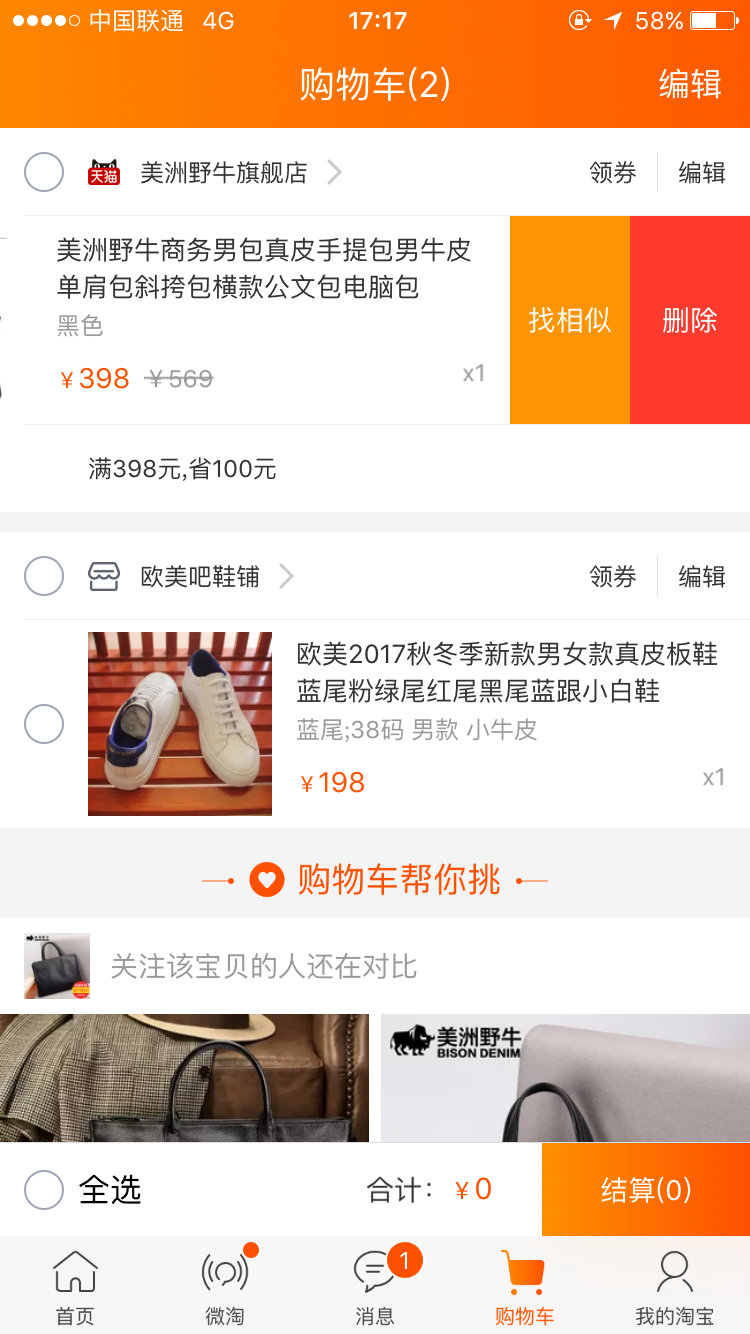 中国联通 4G 17:17 58%
购物车(2) 编辑
天猫 美洲野牛旗舰店 领券 编辑
美洲野牛商务男包真皮手提包男牛皮
单肩包斜挎包横款公文包电脑包
黑色
¥398 ¥569 x1
找相似 删除
满398元,省100元
欧美吧鞋铺 领券 编辑
欧美2017秋冬季新款男女款真皮板鞋
蓝尾粉绿尾红尾黑尾蓝跟小白鞋
蓝尾;38码 男款 小牛皮
¥198 x1
购物车帮你挑
关注该宝贝的人还在对比
美洲野牛
BISON DENIM
全选 合计: ¥0 结算(0)
1
首页 微淘 消息 购物车 我的淘宝